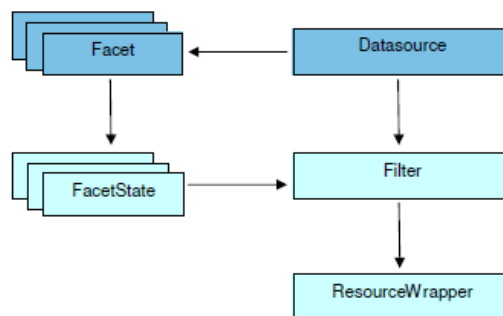 Facet
Datasource
FacetState
Filter
ResourceWrapper